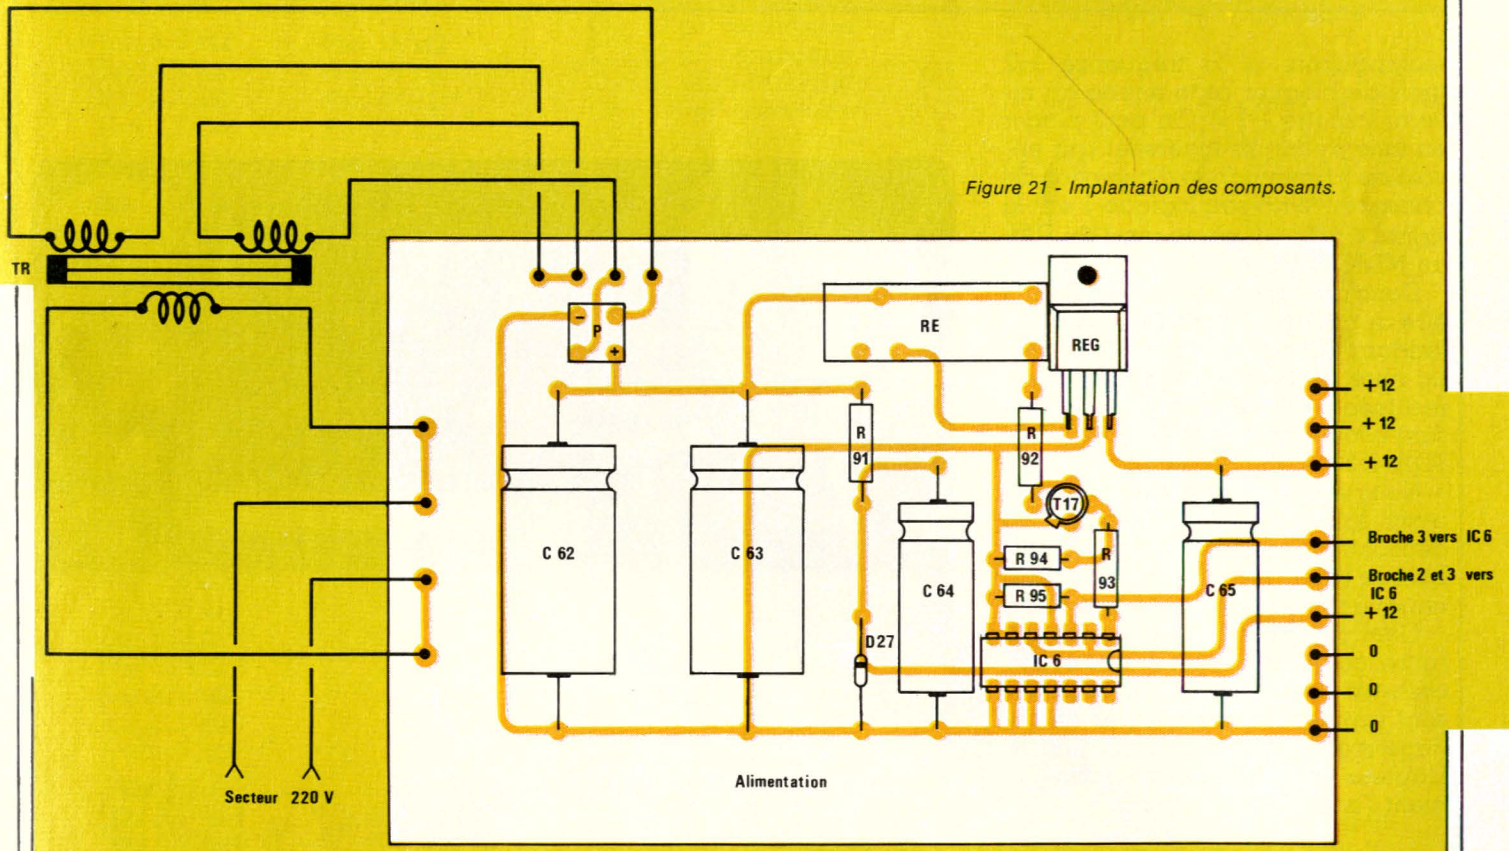 Figure 21 - Implantation des composants.
TR
P
-
+
RE
REG
+12
+12
+12
R 91
R 92
T17
C 62
C 63
C 64
R 94
R 93
R 95
C 65
Broche 3 vers IC 6
Broche 2 et 3 vers
IC 6
+12
D27
IC 6
0
0
0
Alimentation
Secteur 220 V